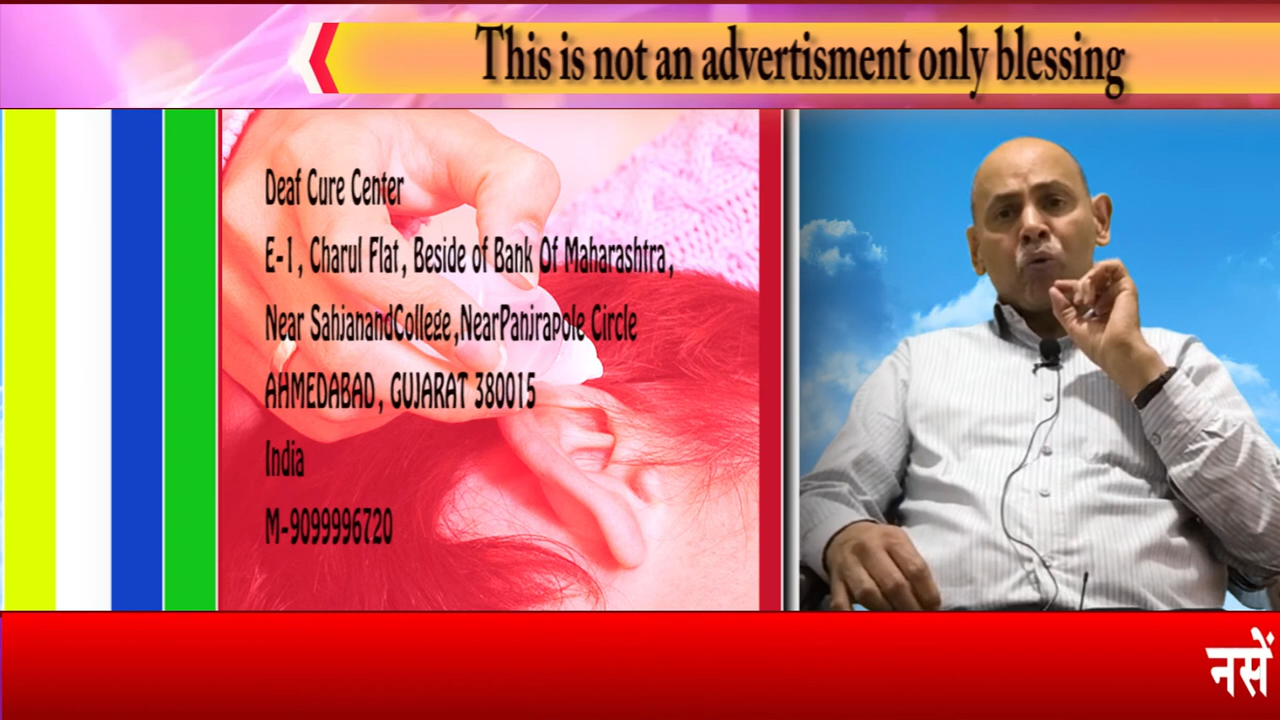 This is not an advertisment only blessing
Deaf Cure Center
E-1, Charul Flat, Beside of Bank Of Maharashtra,
Near SahjanandCollege,NearPanjrapole Circle
AHMEDABAD, GUJARAT 380015
India
M-9099996720
नसें